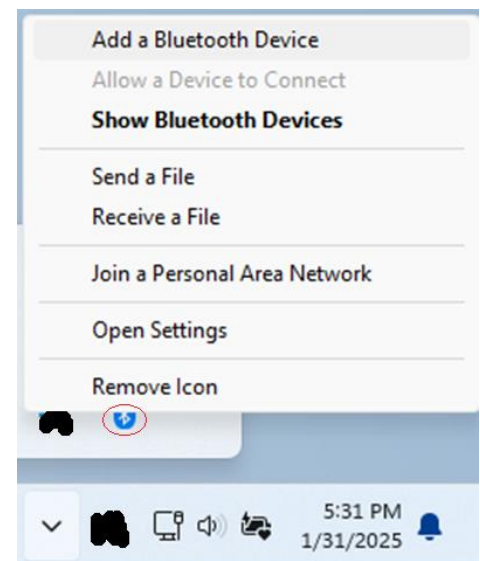 Add a Bluetooth Device
Allow a Device to Connect
Show Bluetooth Devices
Send a File
Receive a File
Join a Personal Area Network
Open Settings
Remove Icon
5:31 PM
1/31/2025